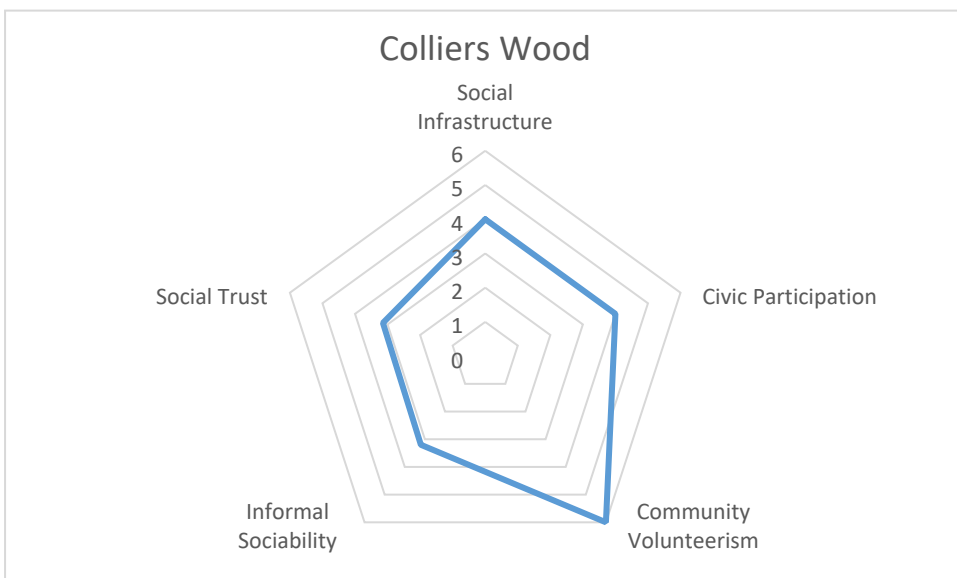 Colliers Wood
Social
Infrastructure
6
5
4
3
2
1
0
Social Trust
Civic Participation
Informal
Sociability
Community
Volunteerism